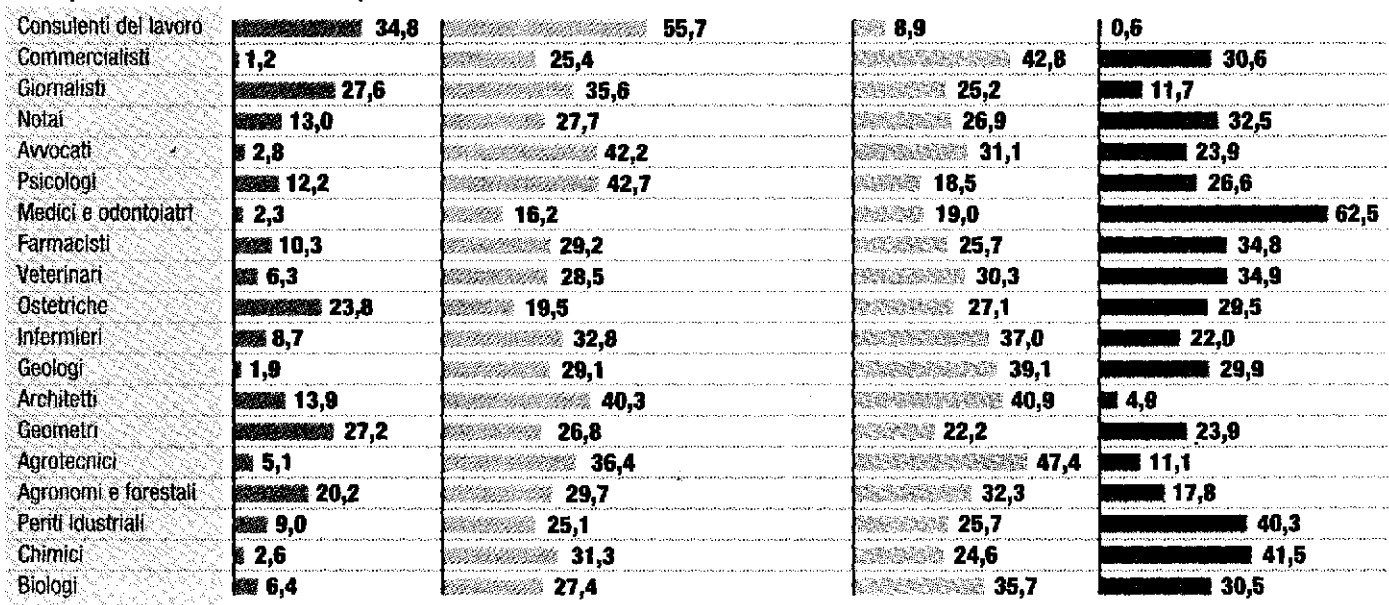 Consulenti del lavoro 34,8 55,7 8,9 0,6
Commercialisti 1,2 25,4 42,8 30,6
Giornalisti 27,6 35,6 25,2 11,7
Notai 13,0 27,7 26,9 32,5
Avvocati 2,8 42,2 31,1 23,9
Psicologi 12,2 42,7 18,5 26,6
Medici e odontoiatri 2,3 16,2 19,0 62,5
Farmacisti 10,3 29,2 25,7 34,8
Veterinari 6,3 28,5 30,3 34,9
Ostetriche 23,8 19,5 27,1 29,5
Infermieri 8,7 32,8 37,0 22,0
Geologi 1,9 29,1 39,1 29,9
Architetti 13,9 40,3 40,9 4,9
Geometri 27,2 26,8 22,2 23,9
Agrotecnici 5,1 36,4 47,4 11,1
Agronomi e forestali 20,2 29,7 32,3 17,8
Periti Idustriali 9,0 25,1 25,7 40,3
Chimici 2,6 31,3 24,6 41,5
Biologi 6,4 27,4 35,7 30,5